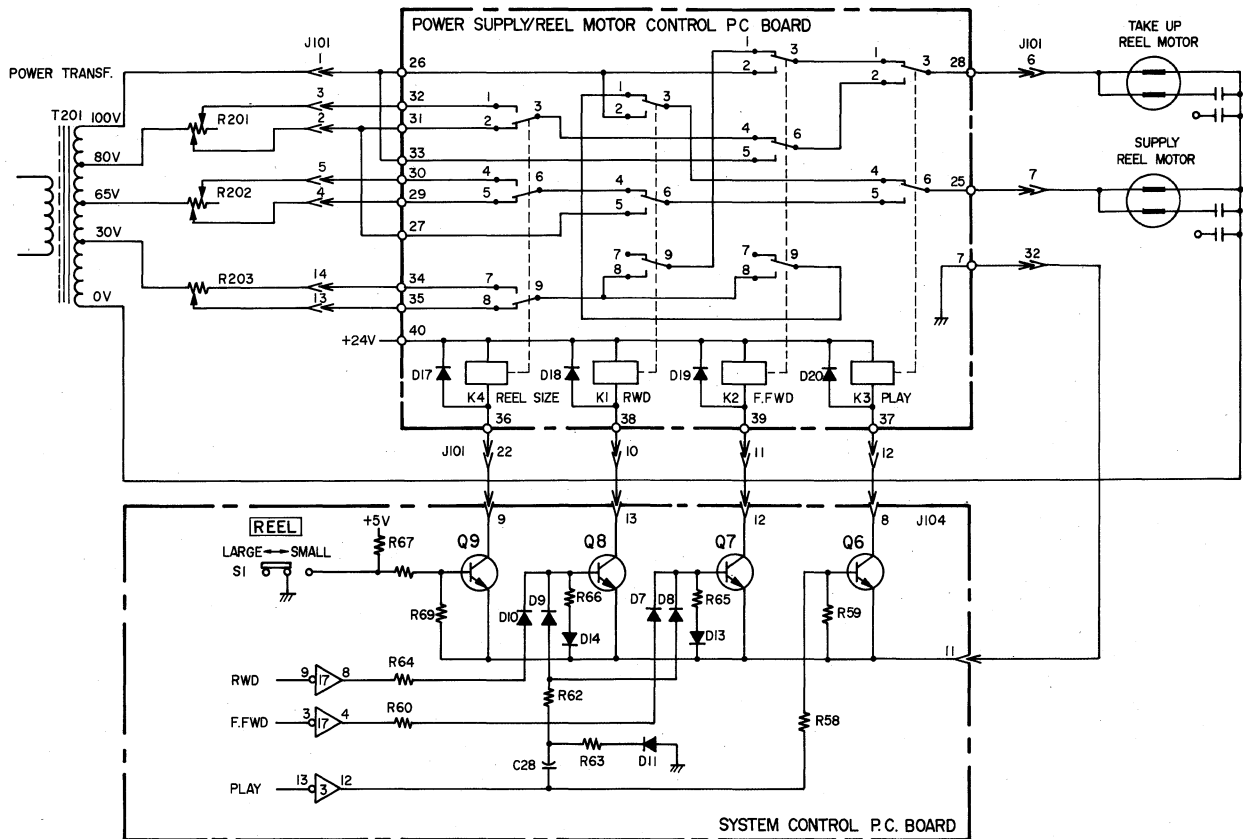 POWER SUPPLY/REEL MOTOR CONTROL P.C BOARD
TAKE UP
REEL MOTOR
J101
J101
POWER TRANSF.
1
26
1
3
2
1
3
2
28
6
T201
100V
3
32
1
3
2
1
3
2
R201
2
31
80V
33
4
6
5
SUPPLY
REEL MOTOR
65V
5
30
4
6
5
4
6
5
4
6
5
25
7
R202
4
29
27
30V
7
9
8
7
9
8
7
32
R203
14
34
7
9
8
0V
13
35
+24V
40
D17
D18
D19
D20
K4 REEL SIZE
K1 RWD
K2 F.FWD
K3 PLAY
36
38
39
37
J101
22
10
11
12
9
13
12
8
J104
REEL
+5V
R67
Q9
Q8
Q7
Q6
LARGE SMALL
S1
R69
D10
D9
R66
D7
D8
R65
R59
D14
D13
11
RWD
9
17
8
R64
R62
F.FWD
3
17
4
R60
R58
C28
R63
D11
PLAY
13
3
12
SYSTEM CONTROL P.C. BOARD